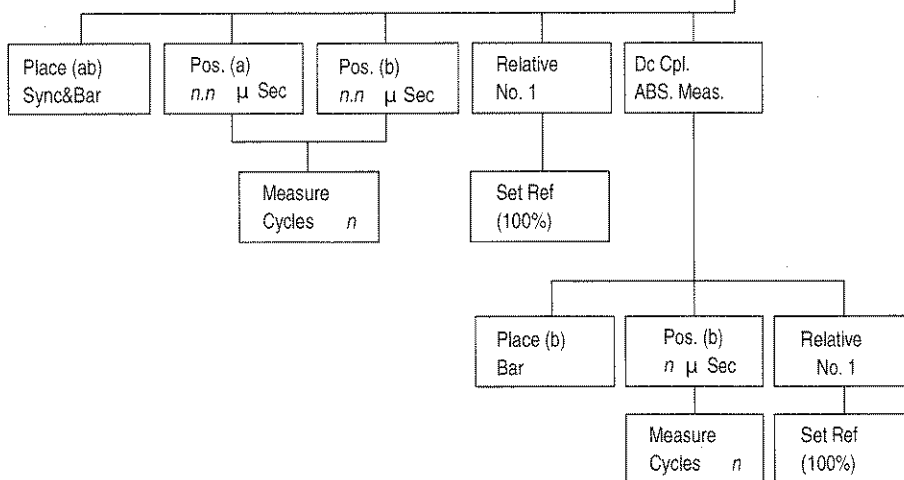 Place (ab)
Sync&Bar
Pos. (a)
n.n μ Sec
Pos. (b)
n.n μ Sec
Relative
No. 1
Dc Cpl.
ABS. Meas.
Measure
Cycles n
Set Ref
(100%)
Place (b)
Bar
Pos. (b)
n μ Sec
Relative
No. 1
Measure
Cycles n
Set Ref
(100%)